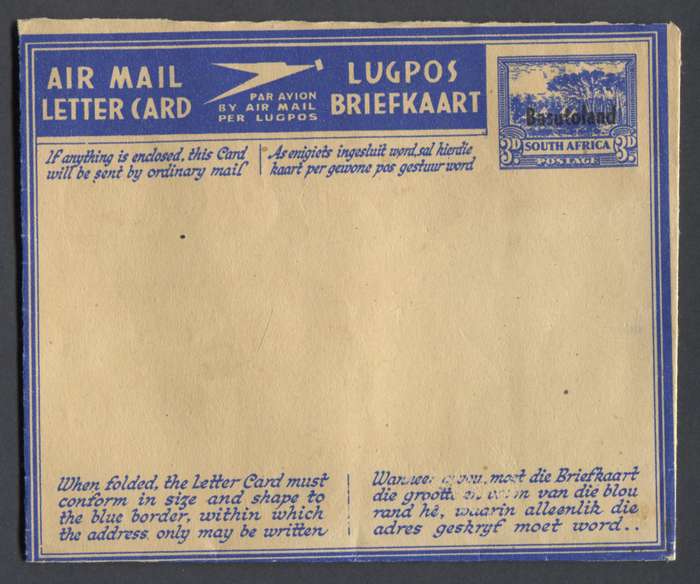 AIR MAIL
LETTER CARD
PAR AVION
BY AIR MAIL
PER LUGPOS
LUGPOS
BRIEFKAART
Basutoland
3D SOUTH AFRICA 3D
POSTAGE
If anything is enclosed, this Card
will be sent by ordinary mail
As enigiets ingesluit word, sal hierdie
kaart per gewone pos gestuur word
When folded, the Letter Card must
conform in size and shape to
the blue border, within which
the address only may be written
moet die Briefkaart
die en van die blou
rand hê, waarin alleenlik die
adres geskryf moet word..